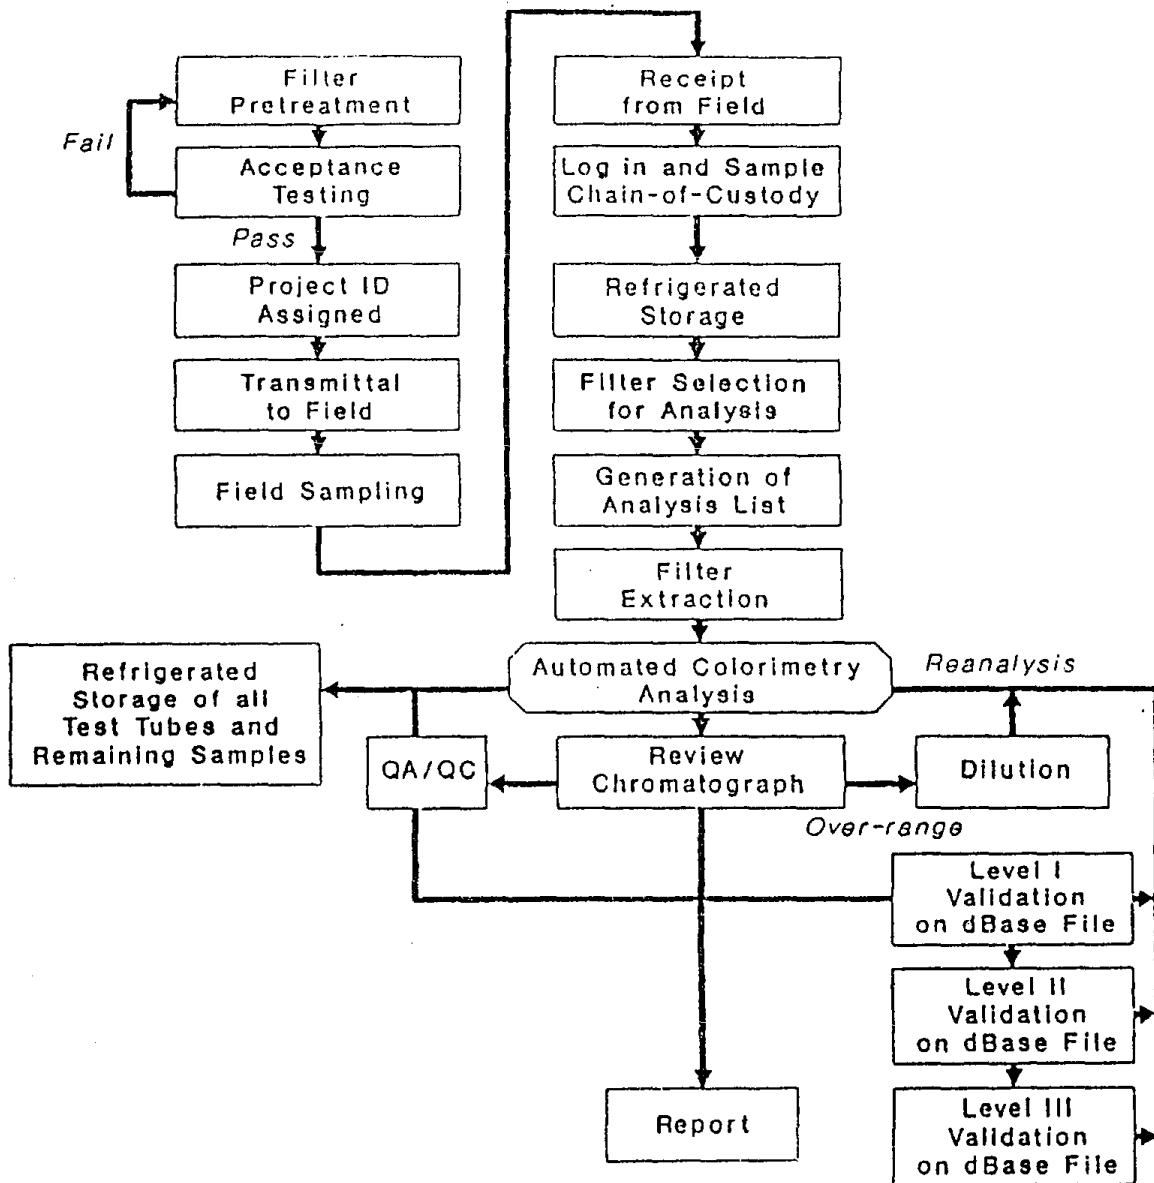 Filter
Pretreatment
Fail
Acceptance
Testing
Pass
Project ID
Assigned
Transmittal
to Field
Field Sampling
Receipt
from Field
Log in and Sample
Chain-of-Custody
Refrigerated
Storage
Filter Selection
for Analysis
Generation of
Analysis List
Filter
Extraction
Automated Colorimetry
Analysis
Reanalysis
Refrigerated
Storage of all
Test Tubes and
Remaining Samples
QA/QC
Review
Chromatograph
Dilution
Over-range
Level I
Validation
on dBase File
Level II
Validation
on dBase File
Level III
Validation
on dBase File
Report